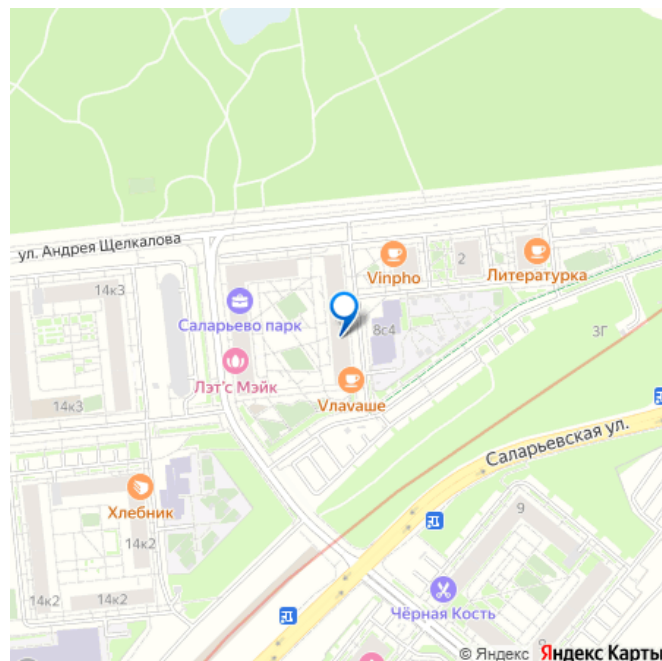 ул. Андрея Щелкалова
Vinpho
2
Литературка
14к3
Саларьево парк
8с4
3Г
Лэт'с Мэйк
Vлаvаше
14к3
Саларьевская ул.
Хлебник
14к2
9
14к2
14к2
Чёрная Кость
© Яндекс Яндекс Карты